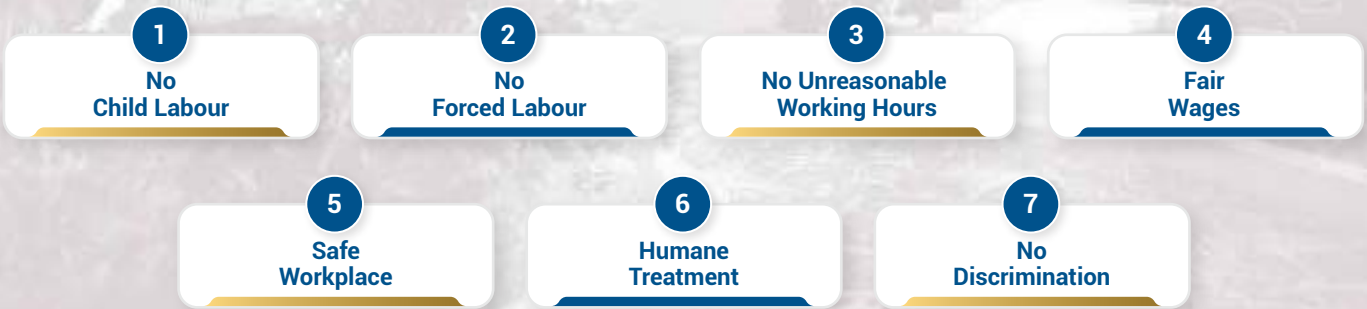 1
No
Child Labour
2
No
Forced Labour
3
No Unreasonable
Working Hours
4
Fair
Wages
5
Safe
Workplace
6
Humane
Treatment
7
No
Discrimination